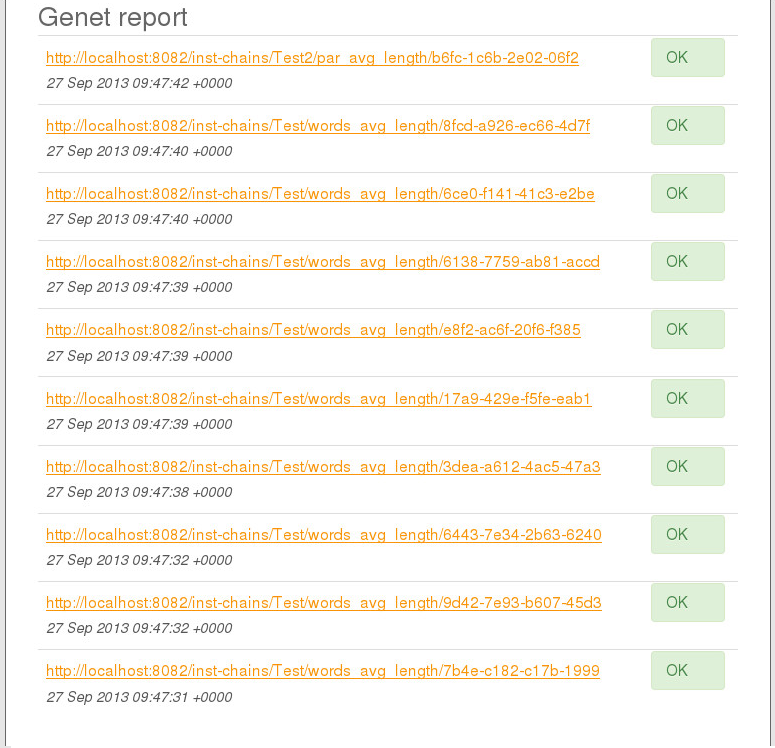 Genet report
http://localhost:8082/inst-chains/Test2/par_avg_length/b6fc-1c6b-2e02-06f2 OK
27 Sep 2013 09:47:42 +0000
http://localhost:8082/inst-chains/Test/words_avg_length/8fcd-a926-ec66-4d7f OK
27 Sep 2013 09:47:40 +0000
http://localhost:8082/inst-chains/Test/words_avg_length/6ce0-f141-41c3-e2be OK
27 Sep 2013 09:47:40 +0000
http://localhost:8082/inst-chains/Test/words_avg_length/6138-7759-ab81-accd OK
27 Sep 2013 09:47:39 +0000
http://localhost:8082/inst-chains/Test/words_avg_length/e8f2-ac6f-20f6-f385 OK
27 Sep 2013 09:47:39 +0000
http://localhost:8082/inst-chains/Test/words_avg_length/17a9-429e-f5fe-eab1 OK
27 Sep 2013 09:47:39 +0000
http://localhost:8082/inst-chains/Test/words_avg_length/3dea-a612-4ac5-47a3 OK
27 Sep 2013 09:47:38 +0000
http://localhost:8082/inst-chains/Test/words_avg_length/6443-7e34-2b63-6240 OK
27 Sep 2013 09:47:32 +0000
http://localhost:8082/inst-chains/Test/words_avg_length/9d42-7e93-b607-45d3 OK
27 Sep 2013 09:47:32 +0000
http://localhost:8082/inst-chains/Test/words_avg_length/7b4e-c182-c17b-1999 OK
27 Sep 2013 09:47:31 +0000